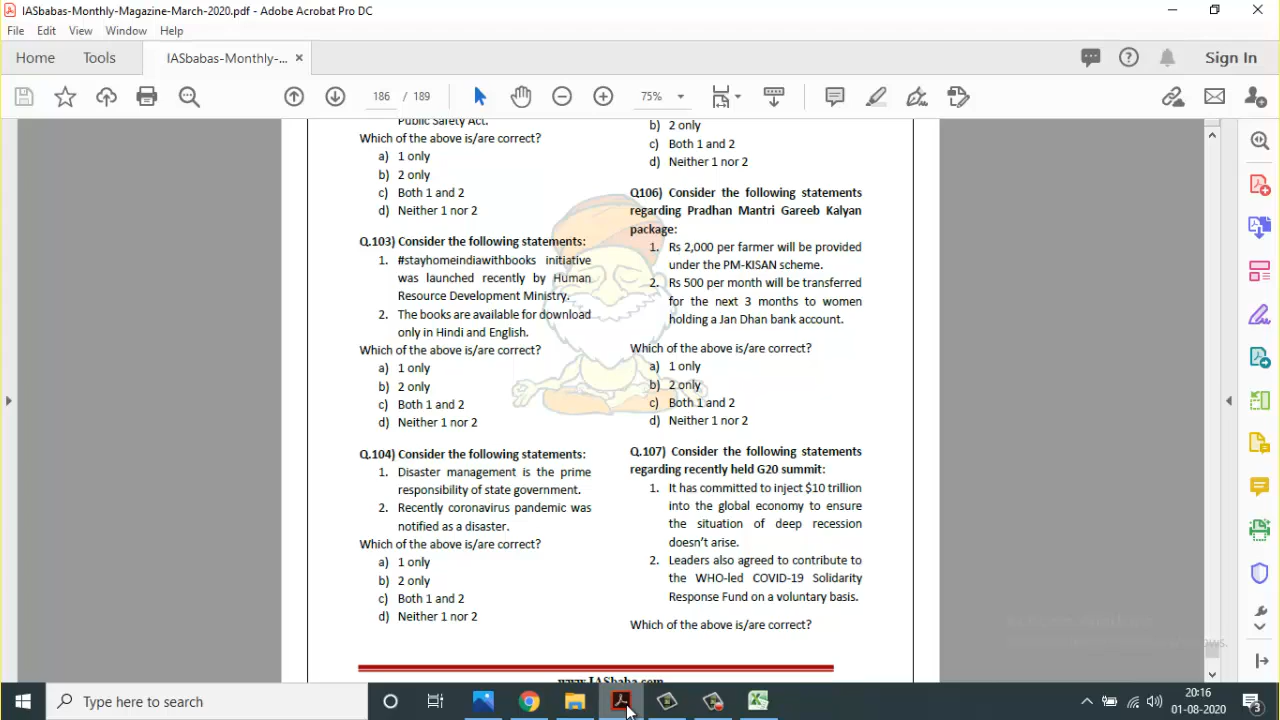 IASbabas-Monthly-Magazine-March-2020.pdf - Adobe Acrobat Pro DC
File Edit View Window Help
Home Tools IASbabas-Monthly-... ×
Sign In
186 / 189
75%
Public Safety Act.
Which of the above is/are correct?
a) 1 only
b) 2 only
c) Both 1 and 2
d) Neither 1 nor 2
Q.103) Consider the following statements:
1. #stayhomeindiawithbooks initiative
was launched recently by Human
Resource Development Ministry.
2. The books are available for download
only in Hindi and English.
Which of the above is/are correct?
a) 1 only
b) 2 only
c) Both 1 and 2
d) Neither 1 nor 2
Q.104) Consider the following statements:
1. Disaster management is the prime
responsibility of state government.
2. Recently coronavirus pandemic was
notified as a disaster.
Which of the above is/are correct?
a) 1 only
b) 2 only
c) Both 1 and 2
d) Neither 1 nor 2
b) 2 only
c) Both 1 and 2
d) Neither 1 nor 2
Q106) Consider the following statements
regarding Pradhan Mantri Gareeb Kalyan
package:
1. Rs 2,000 per farmer will be provided
under the PM-KISAN scheme.
2. Rs 500 per month will be transferred
for the next 3 months to women
holding a Jan Dhan bank account.
Which of the above is/are correct?
a) 1 only
b) 2 only
c) Both 1 and 2
d) Neither 1 nor 2
Q.107) Consider the following statements
regarding recently held G20 summit:
1. It has committed to inject $10 trillion
into the global economy to ensure
the situation of deep recession
doesn't arise.
2. Leaders also agreed to contribute to
the WHO-led COVID-19 Solidarity
Response Fund on a voluntary basis.
Which of the above is/are correct?
www.IASbaba.com
Type here to search
20:16
01-08-2020
3